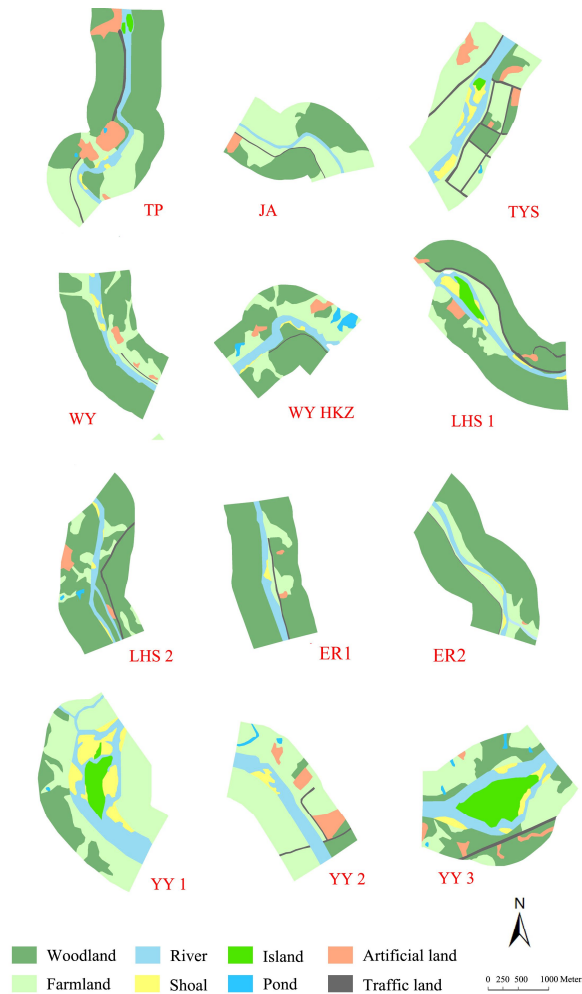 TP
JA
TYS
WY
WY HKZ
LHS 1
LHS 2
ER1
ER2
YY 1
YY 2
YY 3
N
Woodland
River
Island
Artificial land
Farmland
Shoal
Pond
Traffic land
0 250 500 1000 Meter